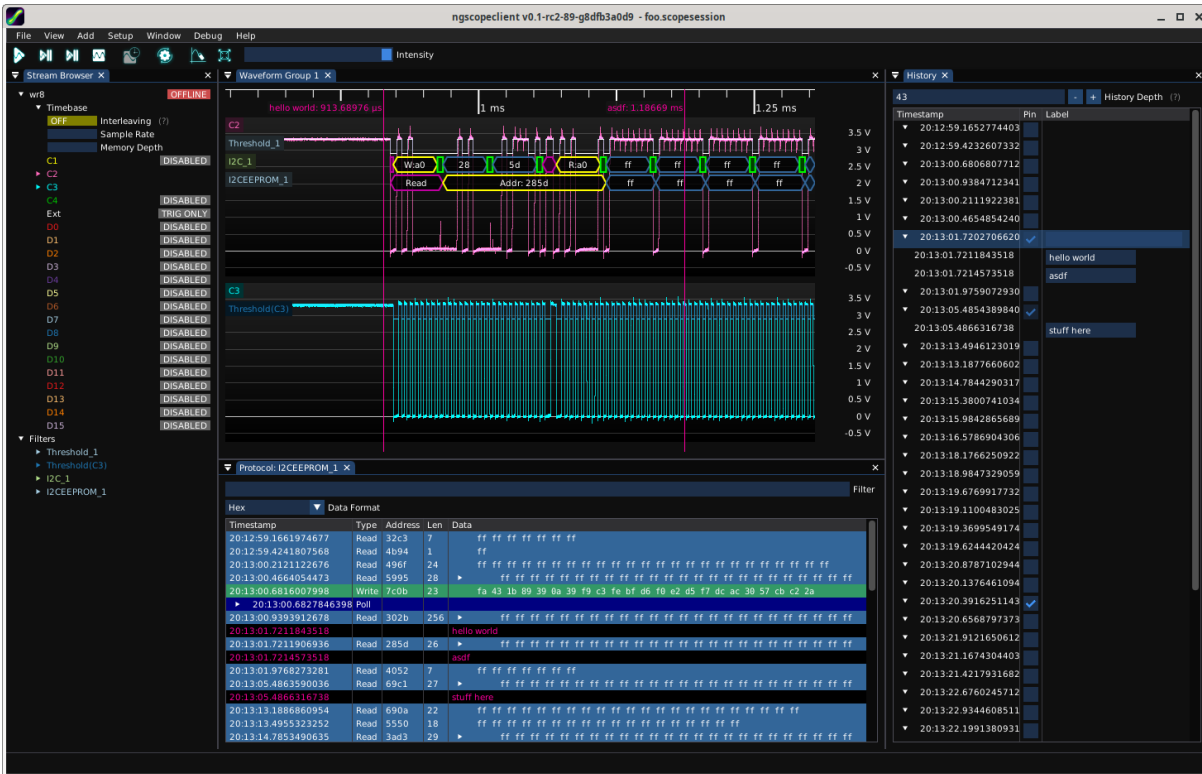 ngscopeclient v0.1-rc2-89-g8dfb3a0d9 - foo.scopesession
File View Add Setup Window Debug Help
Intensity
Stream Browser
wr8 OFFLINE
Timebase
OFF Interleaving (?)
Sample Rate
Memory Depth
C1 DISABLED
C2
C3
C4 DISABLED
Ext TRIG ONLY
D0 DISABLED
D1 DISABLED
D2 DISABLED
D3 DISABLED
D4 DISABLED
D5 DISABLED
D6 DISABLED
D7 DISABLED
D8 DISABLED
D9 DISABLED
D10 DISABLED
D11 DISABLED
D12 DISABLED
D13 DISABLED
D14 DISABLED
D15 DISABLED
Filters
Threshold_1
Threshold(C3)
I2C_1
I2CEEPROM_1
Waveform Group 1
hello world: 913.68976 µs 1 ms asdf: 1.18669 ms 1.25 ms
C2
Threshold_1
I2C_1 W:a0 28 5d R:a0 ff ff ff ff
I2CEEPROM_1 Read Addr: 285d ff ff ff ff
3.5 V
3 V
2.5 V
2 V
1.5 V
1 V
0.5 V
0 V
-0.5 V
C3
Threshold(C3)
3.5 V
3 V
2.5 V
2 V
1.5 V
1 V
0.5 V
0 V
-0.5 V
Protocol: I2CEEPROM_1
Filter
Hex Data Format
Timestamp Type Address Len Data
20:12:59.1661974677 Read 32c3 7 ff ff ff ff ff ff ff
20:12:59.4241807568 Read 4b94 1 ff
20:13:00.2121122676 Read 496f 24 ff ff ff ff ff ff ff ff ff ff ff ff ff ff ff ff ff ff ff ff ff ff ff ff
20:13:00.4664054473 Read 5995 28 ff ff ff ff ff ff ff ff ff ff ff ff ff ff ff ff ff ff ff ff ff ff ff ff
20:13:00.6816007998 Write 7c0b 23 fa 43 1b 89 39 0a 39 f9 c3 fe bf d6 f0 e2 d5 f7 dc ac 30 57 cb c2 2a
20:13:00.6827846398 Poll
20:13:00.9393912678 Read 302b 256 ff ff ff ff ff ff ff ff ff ff ff ff ff ff ff ff ff ff ff ff ff ff ff ff
20:13:01.7211843518 hello world
20:13:01.7211906936 Read 285d 26 ff ff ff ff ff ff ff ff ff ff ff ff ff ff ff ff ff ff ff ff ff ff ff ff
20:13:01.7214573518 asdf
20:13:01.9768273281 Read 4052 7 ff ff ff ff ff ff ff
20:13:05.4863590036 Read 69c1 27 ff ff ff ff ff ff ff ff ff ff ff ff ff ff ff ff ff ff ff ff ff ff ff ff
20:13:05.4866316738 stuff here
20:13:13.1886860954 Read 690a 22 ff ff ff ff ff ff ff ff ff ff ff ff ff ff ff ff ff ff ff ff ff ff
20:13:13.4955323252 Read 5550 18 ff ff ff ff ff ff ff ff ff ff ff ff ff ff ff ff ff ff
20:13:14.7853490635 Read 3ad3 29 ff ff ff ff ff ff ff ff ff ff ff ff ff ff ff ff ff ff ff ff ff ff ff ff
History
43 - + History Depth (?)
Timestamp Pin Label
20:12:59.1652774403
20:12:59.4232607332
20:13:00.6806807712
20:13:00.9384712341
20:13:00.2111922381
20:13:00.4654854240
20:13:01.7202706620
20:13:01.7211843518 hello world
20:13:01.7214573518 asdf
20:13:01.9759072930
20:13:05.4854389840
20:13:05.4866316738 stuff here
20:13:13.4946123019
20:13:13.1877660602
20:13:14.7844290317
20:13:15.3800741034
20:13:15.9842865689
20:13:16.5786904306
20:13:18.1766250922
20:13:18.9847329059
20:13:19.6769917732
20:13:19.1100483025
20:13:19.3699549174
20:13:19.6244420424
20:13:20.8787102944
20:13:20.1376461094
20:13:20.3916251143
20:13:20.6568797373
20:13:21.9121650612
20:13:21.1674304403
20:13:21.4217931682
20:13:22.6760245712
20:13:22.9344608511
20:13:22.1991380931